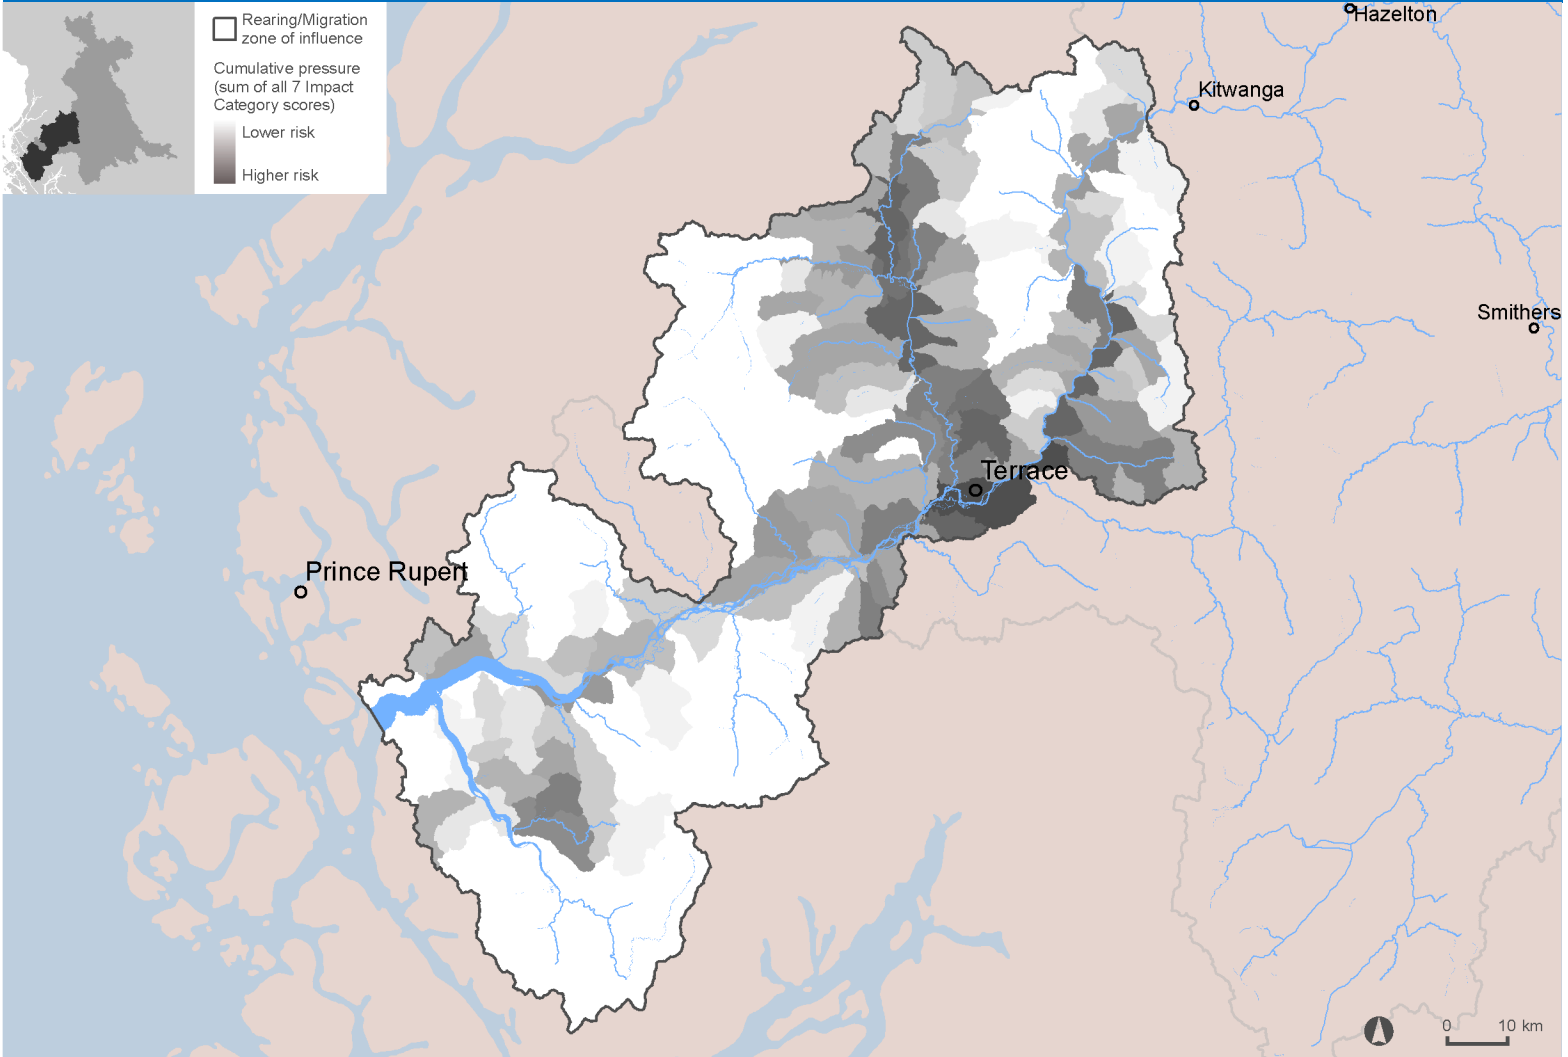 Rearing/Migration
zone of influence
Cumulative pressure
(sum of all 7 Impact
Category scores)
Lower risk
Higher risk
Hazelton
Kitwanga
Smithers
Terrace
Prince Rupert
0 10 km